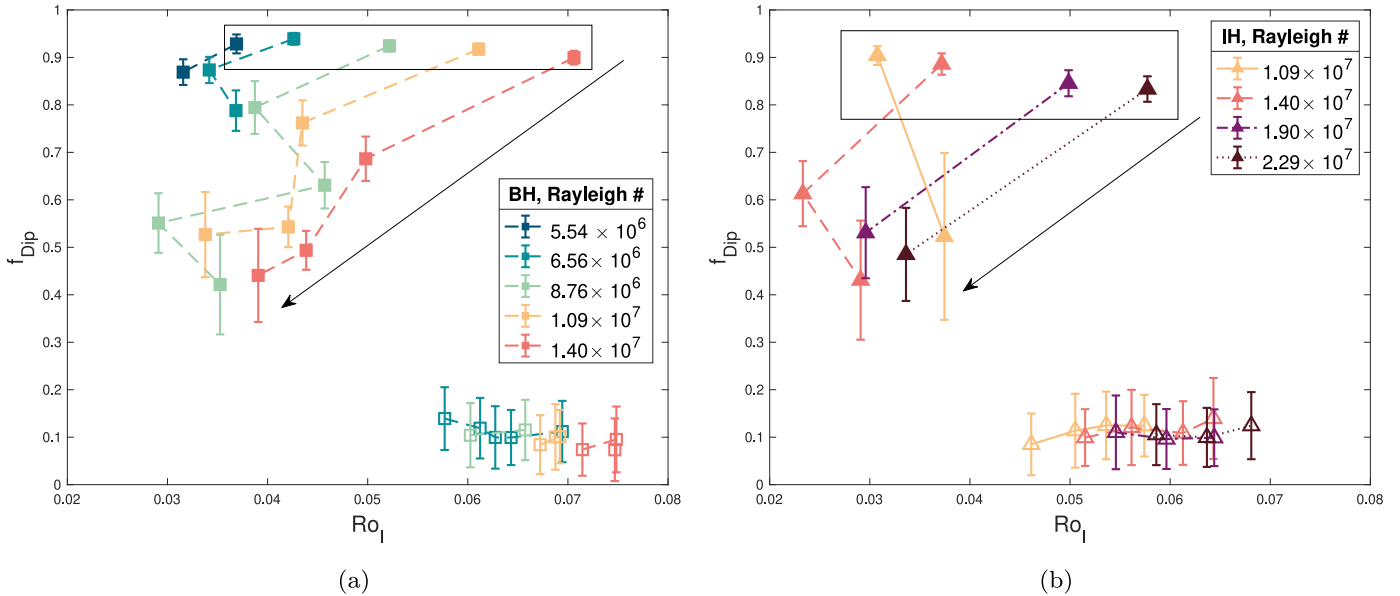 1
0.9
0.8
0.7
0.6
0.5
0.4
0.3
0.2
0.1
0
f_Dip
0.02 0.03 0.04 0.05 0.06 0.07 0.08
Ro_I
BH, Rayleigh #
5.54 × 10^6
6.56 × 10^6
8.76 × 10^6
1.09 × 10^7
1.40 × 10^7
(a)
1
0.9
0.8
0.7
0.6
0.5
0.4
0.3
0.2
0.1
0
f_Dip
0.02 0.03 0.04 0.05 0.06 0.07 0.08
Ro_I
IH, Rayleigh #
1.09 × 10^7
1.40 × 10^7
1.90 × 10^7
2.29 × 10^7
(b)